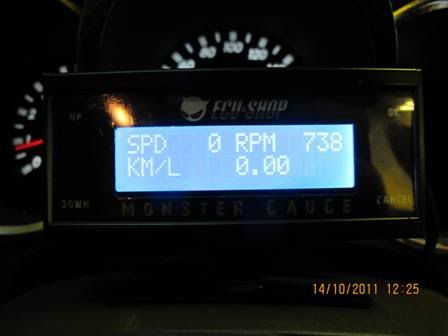 ECU-SHOP
UP
OK
SPD 0 RPM 738
KM/L 0.00
DOWN
CANCEL
MONSTER GAUGE
14/10/2011 12:25